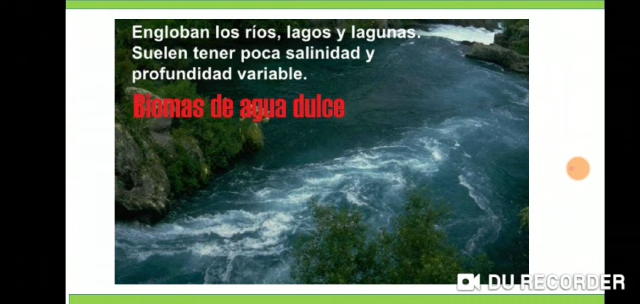 Engloban los ríos, lagos y lagunas.
Suelen tener poca salinidad y
profundidad variable.
Biomas de agua dulce
DU RECORDER